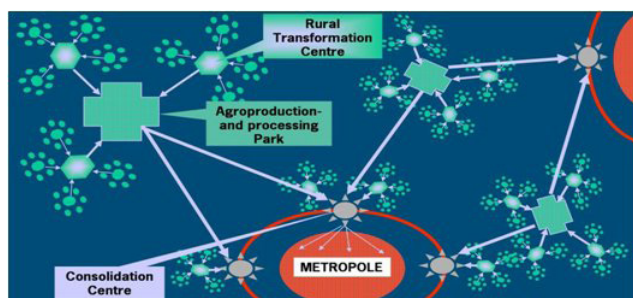 Rural
Transformation
Centre
Agroproduction-
and processing
Park
METROPOLE
Consolidation
Centre